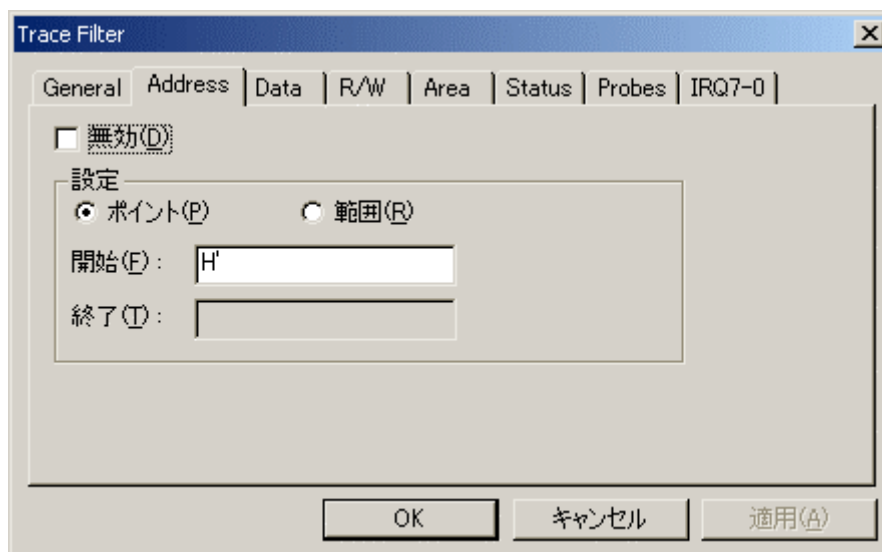 Trace Filter
General Address Data R/W Area Status Probes IRQ7-0
無効(D)
設定
ポイント(P) 範囲(R)
開始(F): H'
終了(T):
OK キャンセル 適用(A)